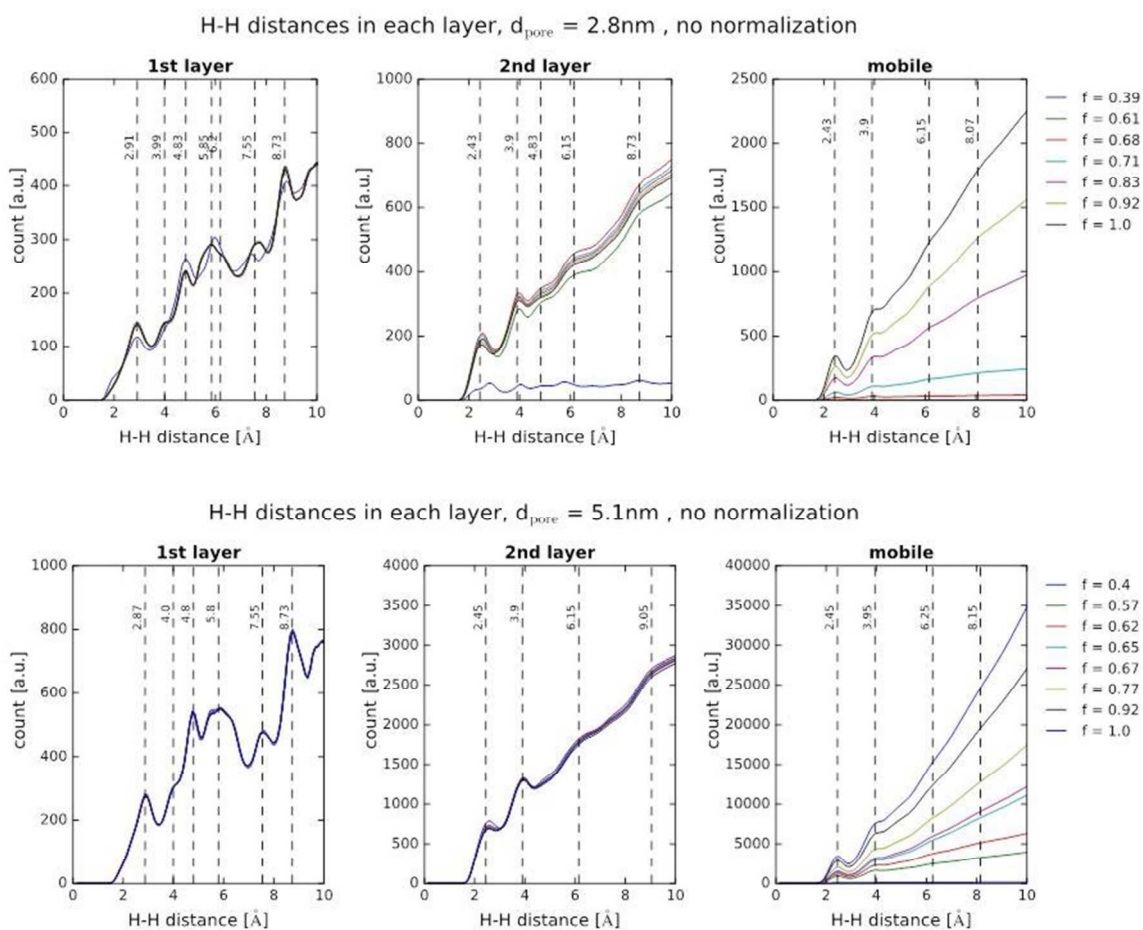 H-H distances in each layer, dpore = 2.8nm , no normalization
1st layer
2nd layer
mobile
600
500
400
300
200
100
0
count [a.u.]
2.91
3.99
4.83
5.85
7.55
8.73
0 2 4 6 8 10
H-H distance [Å]
1000
800
600
400
200
0
count [a.u.]
2.43
3.9
4.83
6.15
8.73
0 2 4 6 8 10
H-H distance [Å]
2500
2000
1500
1000
500
0
count [a.u.]
2.43
3.9
6.15
8.07
0 2 4 6 8 10
H-H distance [Å]
f = 0.39
f = 0.61
f = 0.68
f = 0.71
f = 0.83
f = 0.92
f = 1.0
H-H distances in each layer, dpore = 5.1nm , no normalization
1st layer
2nd layer
mobile
1000
800
600
400
200
0
count [a.u.]
2.87
4.0
4.8
5.8
7.55
8.73
0 2 4 6 8 10
H-H distance [Å]
4000
3500
3000
2500
2000
1500
1000
500
0
count [a.u.]
2.45
3.9
6.15
9.05
0 2 4 6 8 10
H-H distance [Å]
40000
35000
30000
25000
20000
15000
10000
5000
0
count [a.u.]
2.45
3.95
6.25
8.15
0 2 4 6 8 10
H-H distance [Å]
f = 0.4
f = 0.57
f = 0.62
f = 0.65
f = 0.67
f = 0.77
f = 0.92
f = 1.0